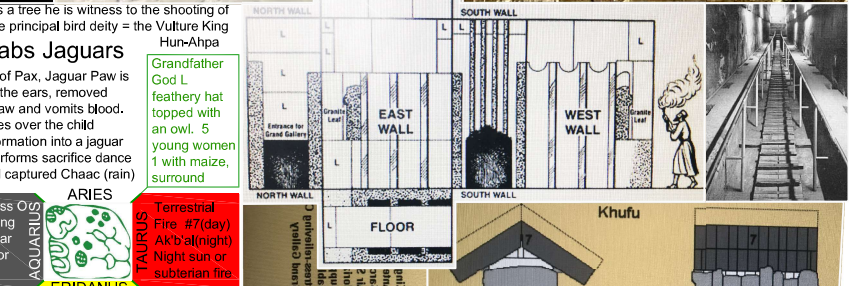 s a tree he is witness to the shooting of
e principal bird deity = the Vulture King
Hun-Ahpa
abs Jaguars
of Pax, Jaguar Paw is
the ears, removed
aw and vomits blood.
es over the child
ormation into a jaguar
rforms sacrifice dance
captured Chaac (rain)
Grandfather
God L
feathery hat
topped with
an owl. 5
young women
1 with maize,
surround
ARIES
ss O
ng
ar
or
AQUARIUS
TAURUS
Terrestrial
Fire #7(day)
Ak'b'al(night)
Night sun or
subterian fire
ERIDANUS
NORTH WALL
SOUTH WALL
L
L
L
L
L
L
Granite
Leaf
EAST
WALL
WEST
WALL
Granite
Leaf
Entrance for
Grand Gallery
L
L
NORTH WALL
SOUTH WALL
L
FLOOR
L
Khufu
7
7